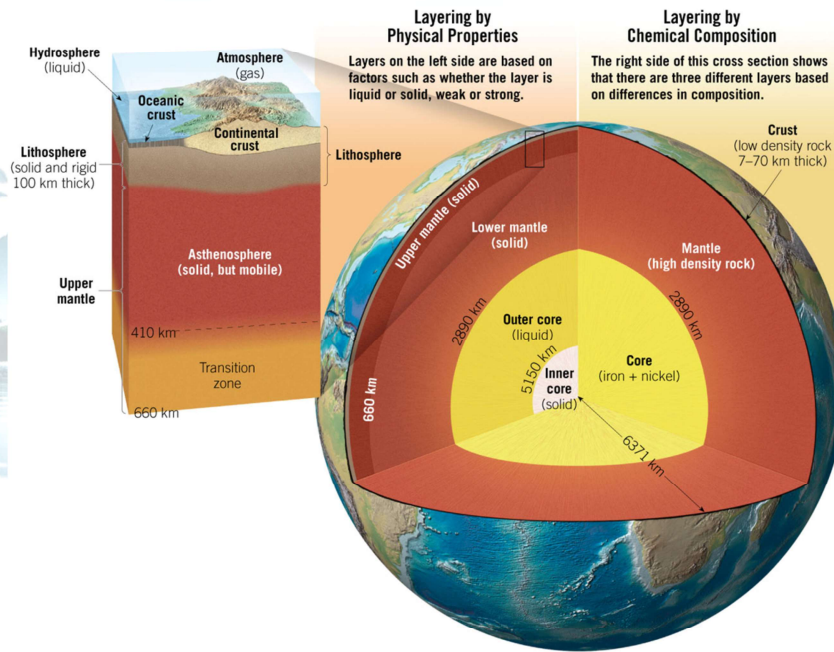 Layering by
Physical Properties
Layers on the left side are based on
factors such as whether the layer is
liquid or solid, weak or strong.
Layering by
Chemical Composition
The right side of this cross section shows
that there are three different layers based
on differences in composition.
Hydrosphere
(liquid)
Atmosphere
(gas)
Oceanic
crust
Continental
crust
Lithosphere
(solid and rigid
100 km thick)
Lithosphere
Asthenosphere
(solid, but mobile)
Upper
mantle
410 km
Transition
zone
660 km
Crust
(low density rock
7–70 km thick)
Upper mantle (solid)
Lower mantle
(solid)
Mantle
(high density rock)
2890 km
2890 km
Outer core
(liquid)
5150 km
Inner
core
(solid)
Core
(iron + nickel)
660 km
6371 km